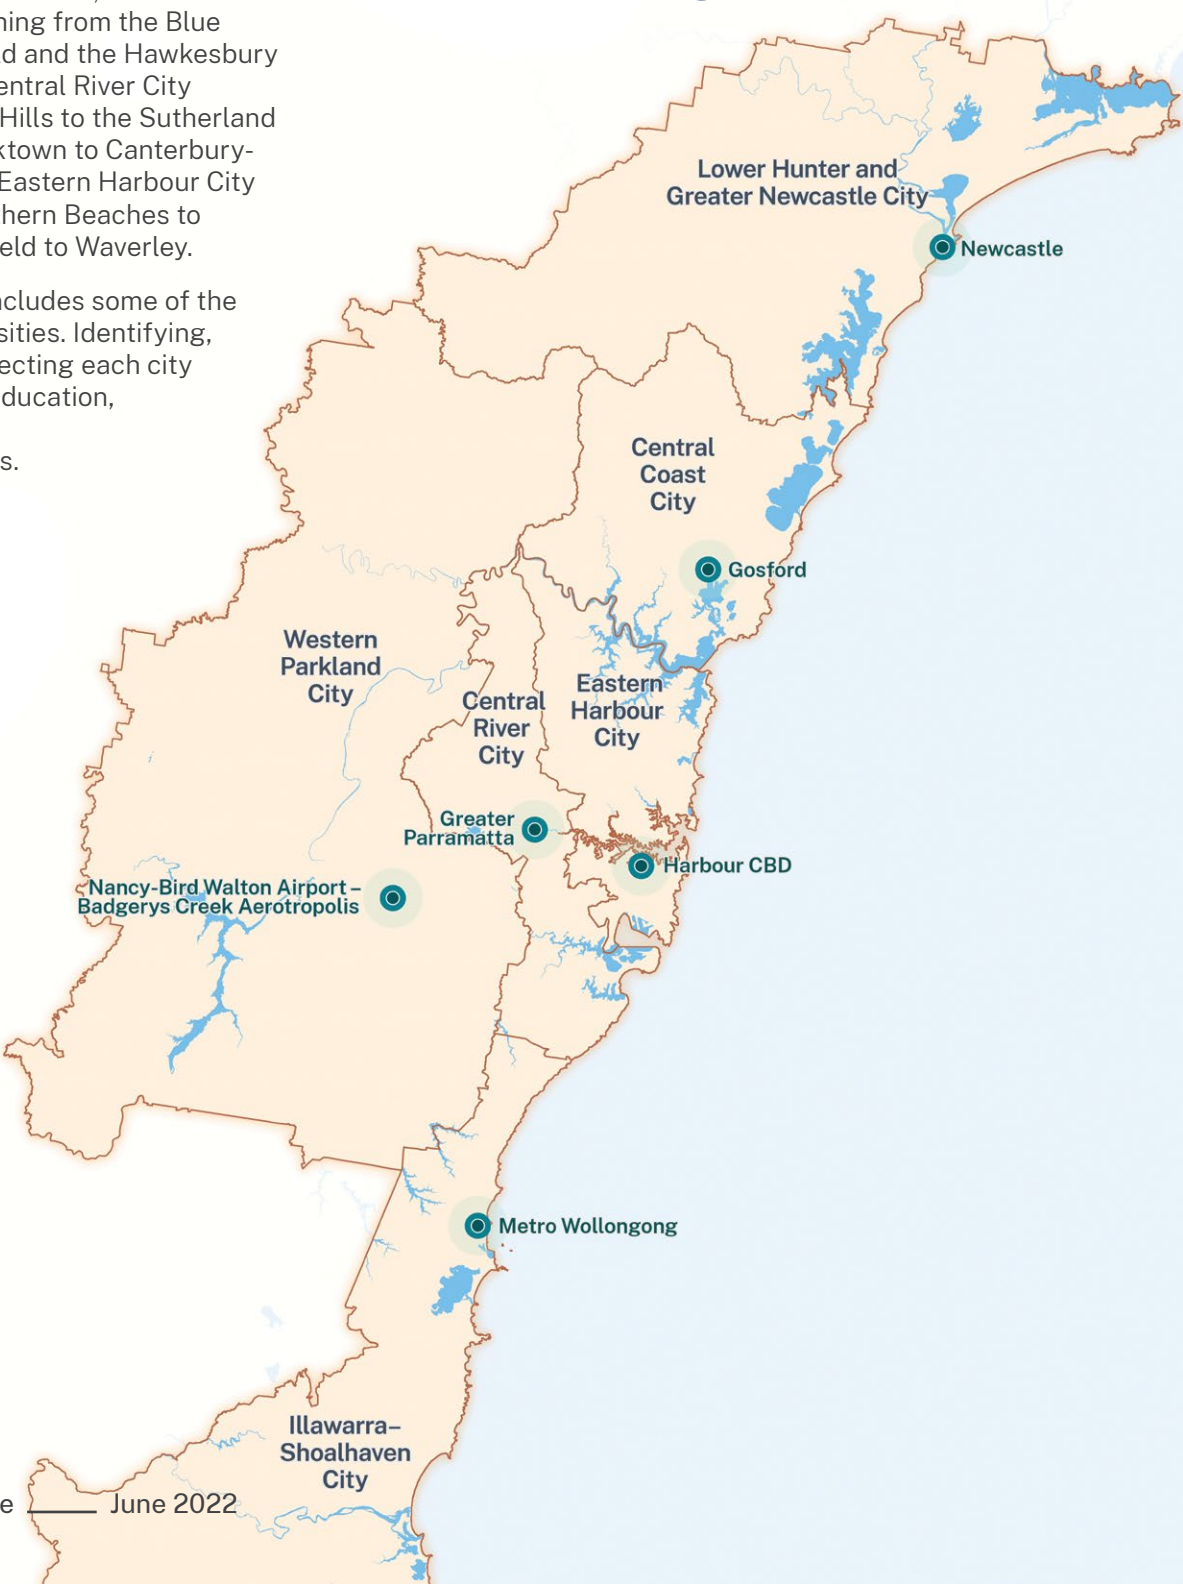 ning from the Blue
d and the Hawkesbury
entral River City
Hills to the Sutherland
ktown to Canterbury-
Eastern Harbour City
thern Beaches to
eld to Waverley.
ncludes some of the
sities. Identifying,
ecting each city
ducation,
s.
Lower Hunter and
Greater Newcastle City
Newcastle
Central
Coast
City
Gosford
Western
Parkland
City
Central
River
City
Eastern
Harbour
City
Greater
Parramatta
Harbour CBD
Nancy-Bird Walton Airport –
Badgerys Creek Aerotropolis
Metro Wollongong
Illawarra–
Shoalhaven
City
e June 2022